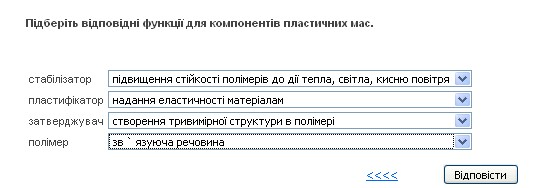 Підберіть відповідні функції для компонентів пластичних мас.
стабілізатор підвищення стійкості полімерів до дії тепла, світла, кисню повітря
пластифікатор надання еластичності матеріалам
затверджувач створення тривимірної структури в полімері
полімер зв ` язуюча речовина
<<<< Відповісти